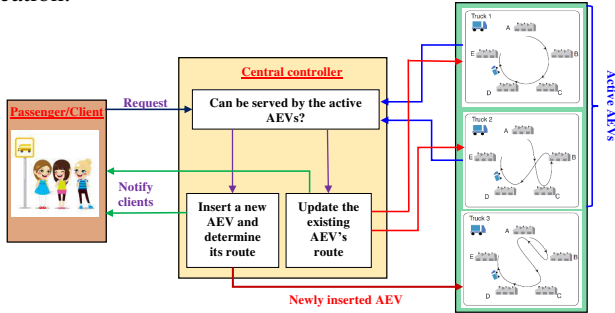 Truck 1
A
E
B
D
C
Central controller
Passenger/Client
Request
Can be served by the active
AEVs?
Active AEVs
Truck 2
A
E
B
D
C
Notify
clients
Insert a new
AEV and
determine
its route
Update the
existing
AEV's
route
Truck 3
A
E
B
D
C
Newly inserted AEV